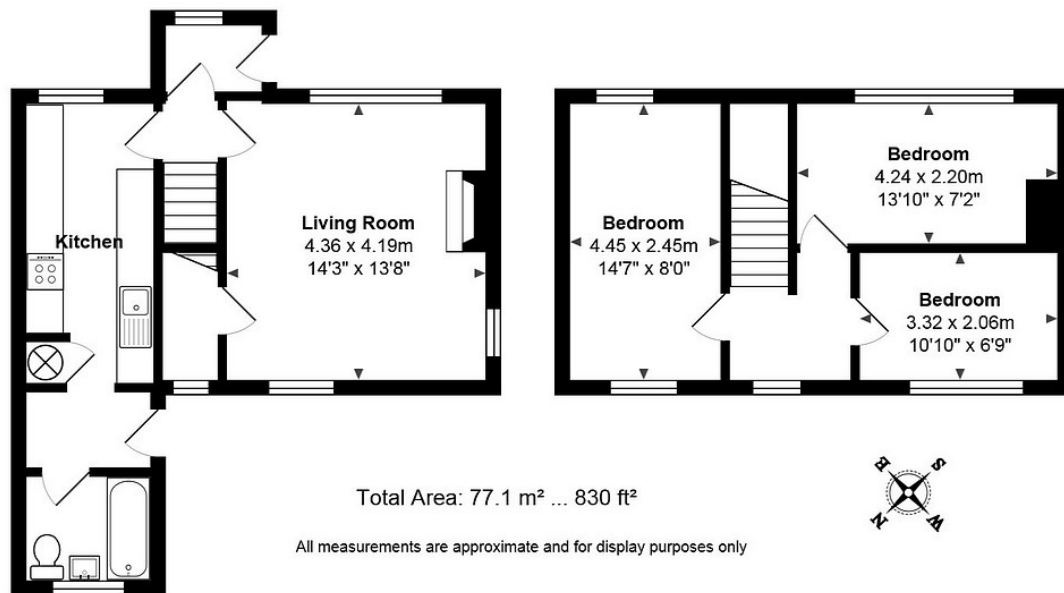 Kitchen
Living Room
4.36 x 4.19m
14'3" x 13'8"
Bedroom
4.45 x 2.45m
14'7" x 8'0"
Bedroom
4.24 x 2.20m
13'10" x 7'2"
Bedroom
3.32 x 2.06m
10'10" x 6'9"
Total Area: 77.1 m² ... 830 ft²
All measurements are approximate and for display purposes only
E
S
N
W